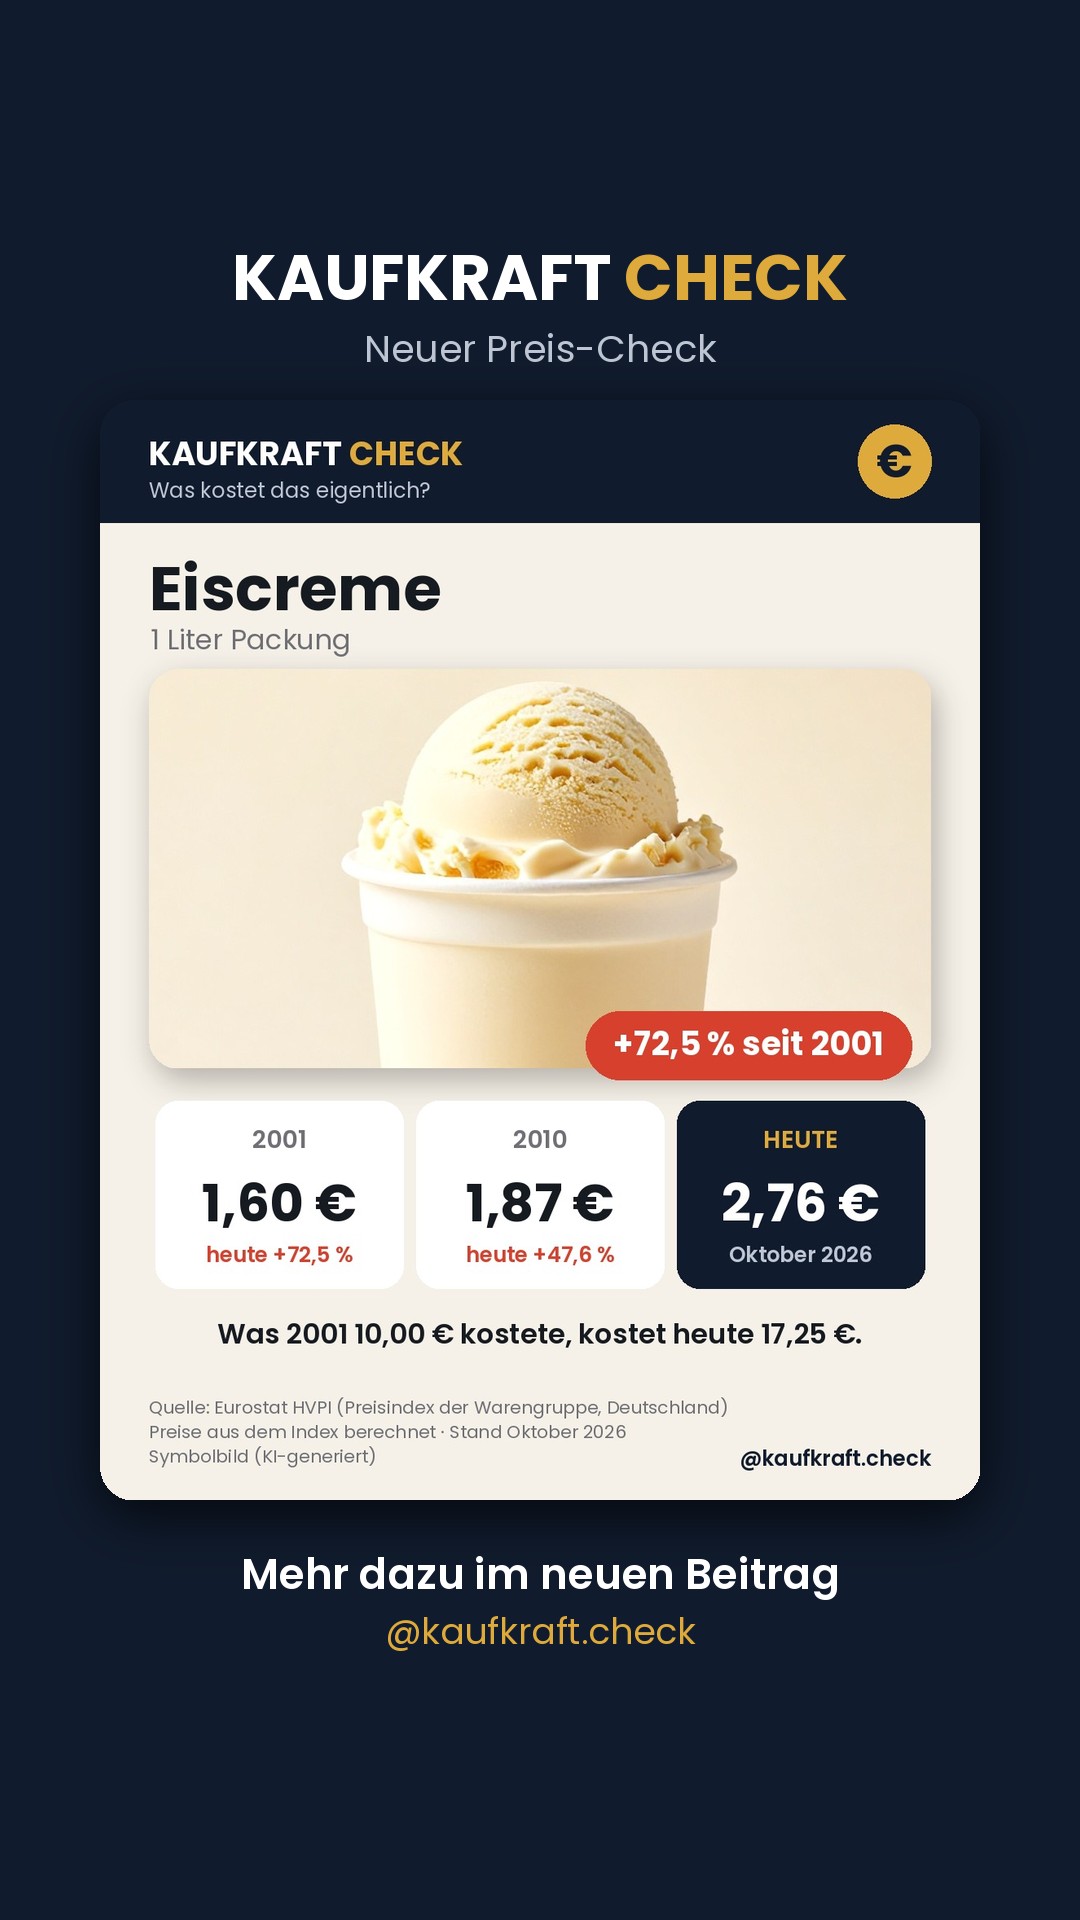 KAUFKRAFT CHECK
Neuer Preis-Check
KAUFKRAFT CHECK
Was kostet das eigentlich?
€
Eiscreme
1 Liter Packung
+72,5 % seit 2001
2001
1,60 €
heute +72,5 %
2010
1,87 €
heute +47,6 %
HEUTE
2,76 €
Oktober 2026
Was 2001 10,00 € kostete, kostet heute 17,25 €.
Quelle: Eurostat HVPI (Preisindex der Warengruppe, Deutschland)
Preise aus dem Index berechnet · Stand Oktober 2026
Symbolbild (KI-generiert)
@kaufkraft.check
Mehr dazu im neuen Beitrag
@kaufkraft.check